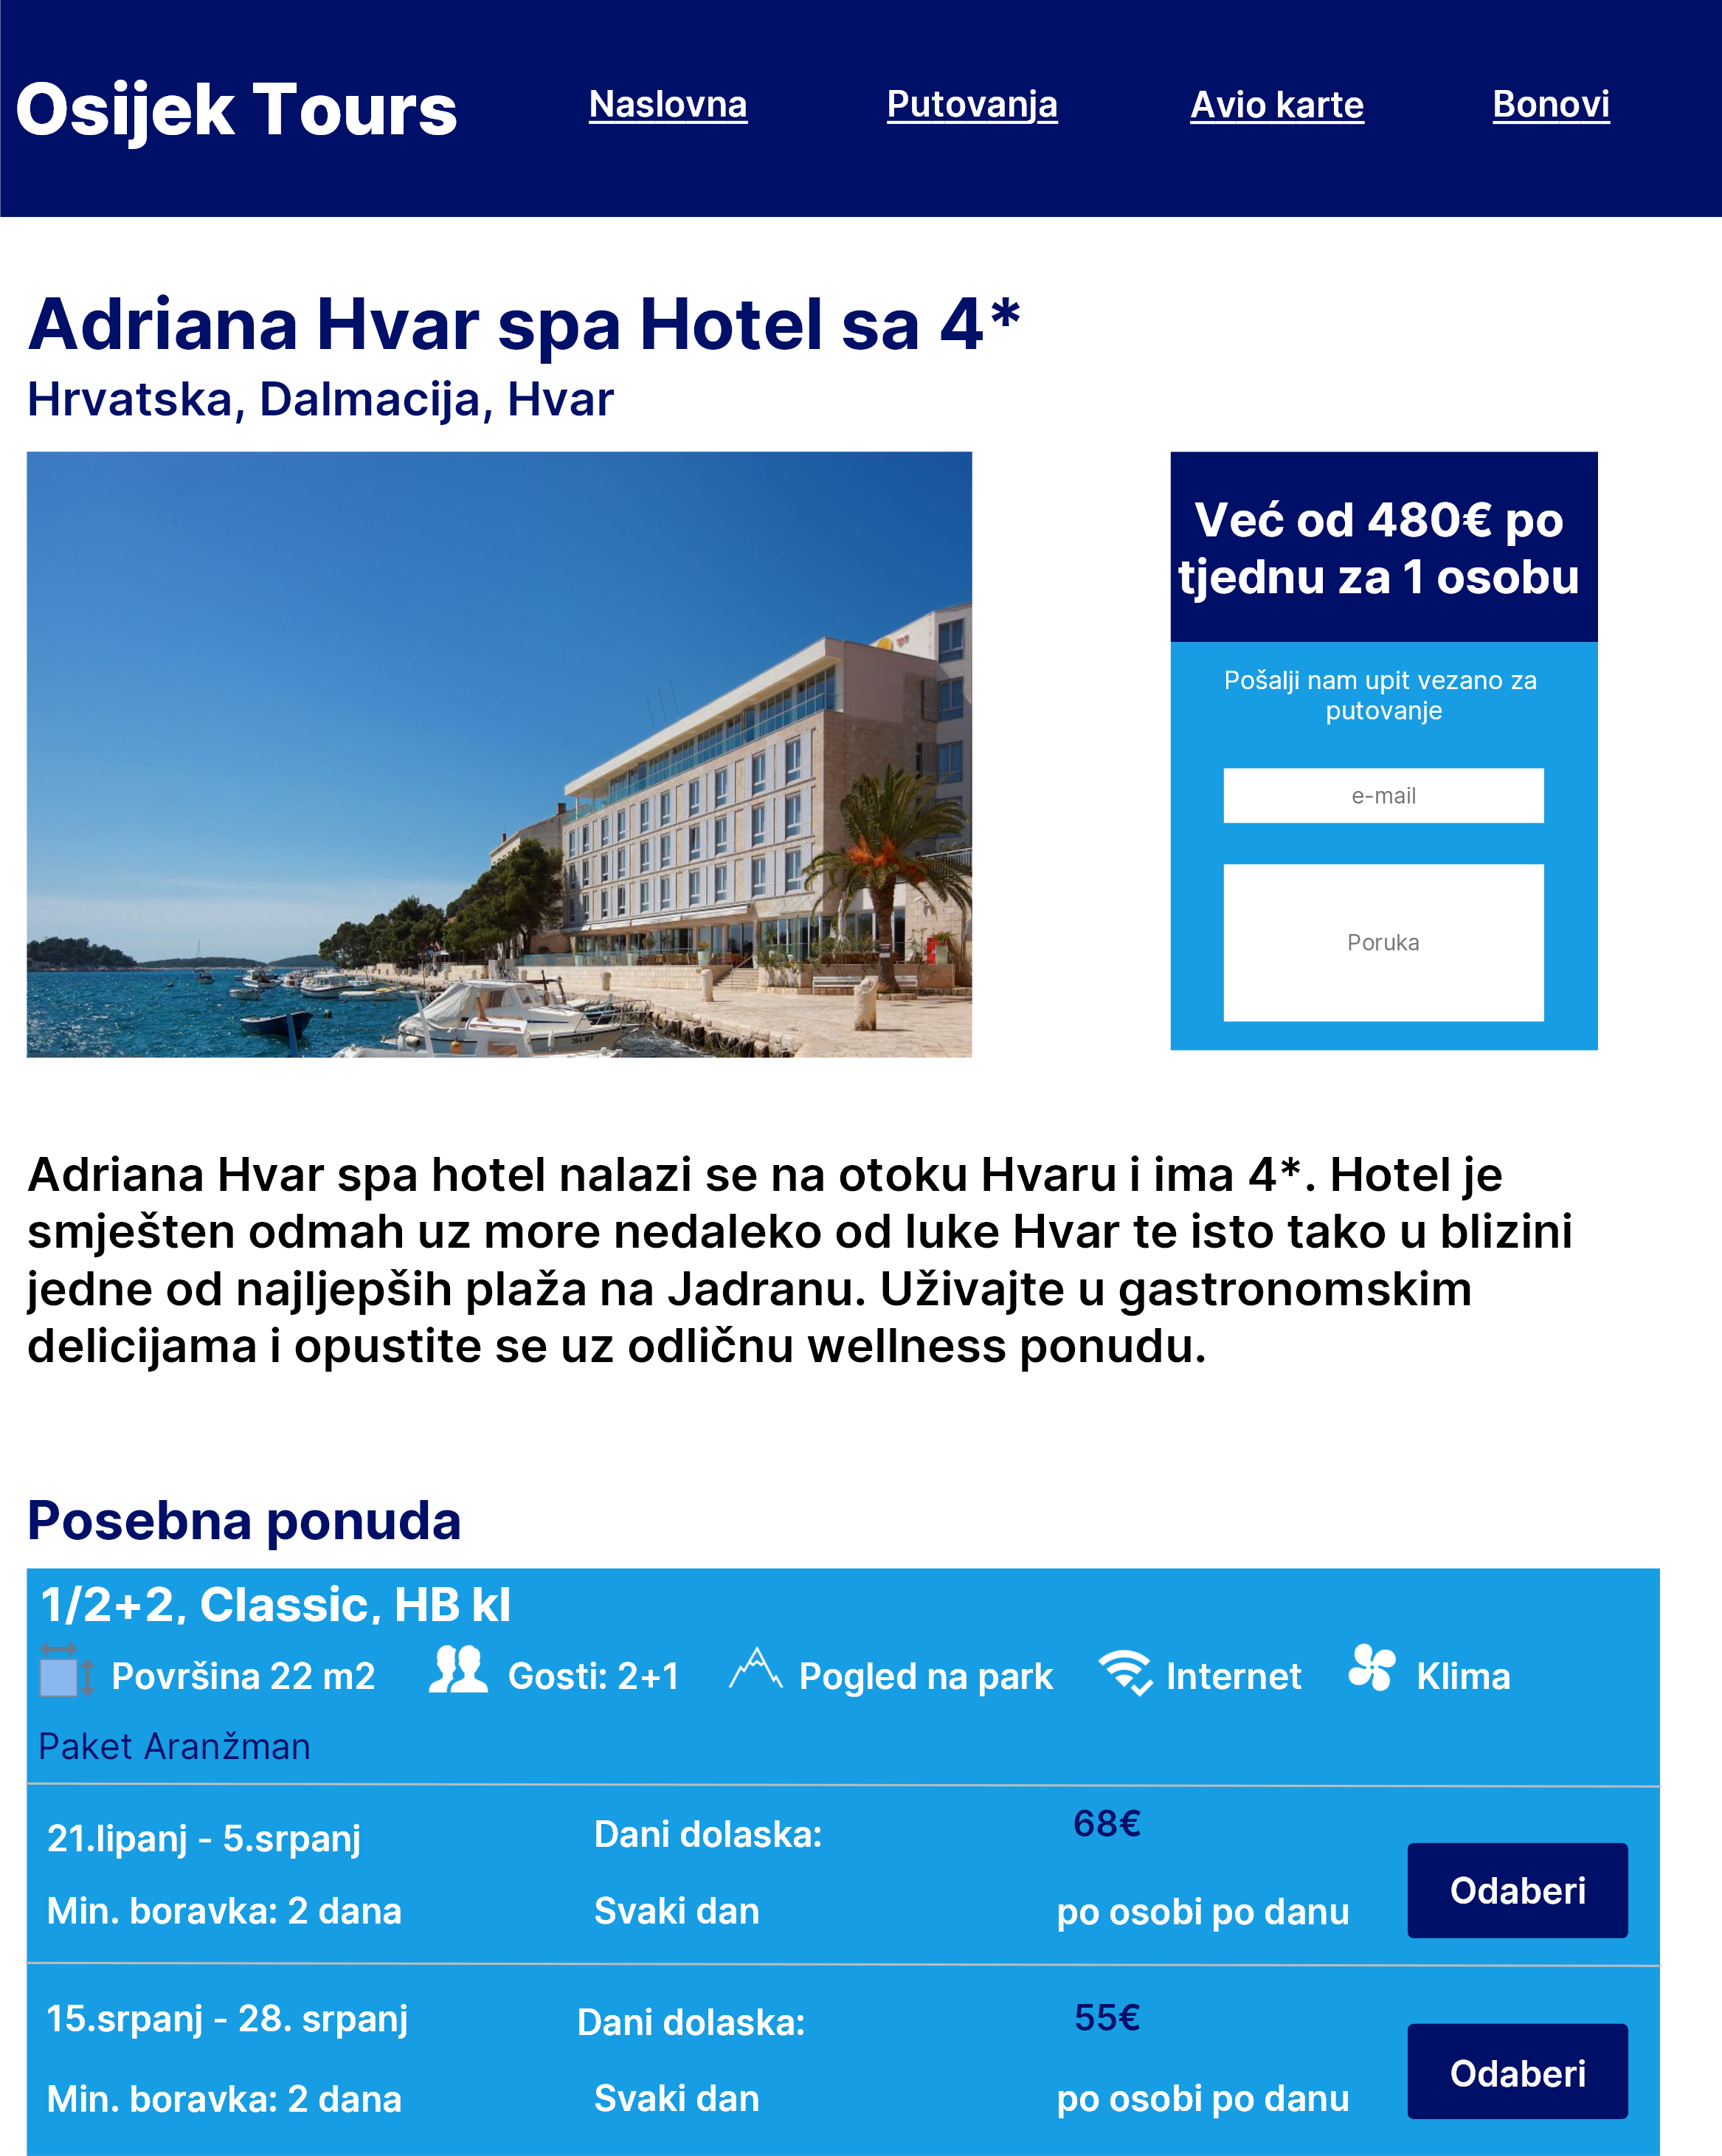 Osijek Tours
Naslovna
Putovanja
Avio karte
Bonovi
Adriana Hvar spa Hotel sa 4*
Hrvatska, Dalmacija, Hvar
Već od 480€ po
tjednu za 1 osobu
Pošalji nam upit vezano za
putovanje
e-mail
Poruka
Adriana Hvar spa hotel nalazi se na otoku Hvaru i ima 4*. Hotel je
smješten odmah uz more nedaleko od luke Hvar te isto tako u blizini
jedne od najljepših plaža na Jadranu. Uživajte u gastronomskim
delicijama i opustite se uz odličnu wellness ponudu.
Posebna ponuda
1/2+2, Classic, HB kl
Površina 22 m2
Gosti: 2+1
Pogled na park
Internet
Klima
Paket Aranžman
21.lipanj - 5.srpanj
Dani dolaska:
68€
Min. boravka: 2 dana
Svaki dan
po osobi po danu
Odaberi
15.srpanj - 28. srpanj
Dani dolaska:
55€
Min. boravka: 2 dana
Svaki dan
po osobi po danu
Odaberi